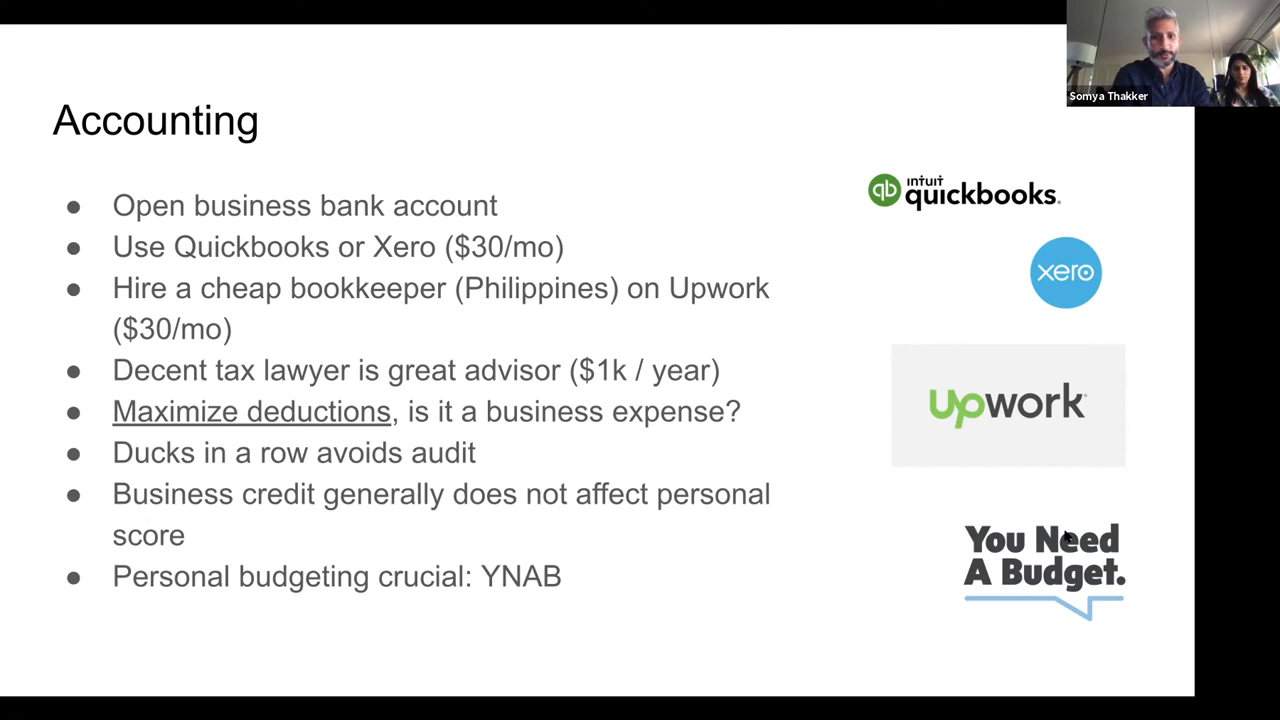 Somya Thakker
Accounting
● Open business bank account
● Use Quickbooks or Xero ($30/mo)
● Hire a cheap bookkeeper (Philippines) on Upwork
($30/mo)
● Decent tax lawyer is great advisor ($1k / year)
● Maximize deductions, is it a business expense?
● Ducks in a row avoids audit
● Business credit generally does not affect personal
score
● Personal budgeting crucial: YNAB
qb
intuit
quickbooks.
xero
upwork
You Need
A Budget.